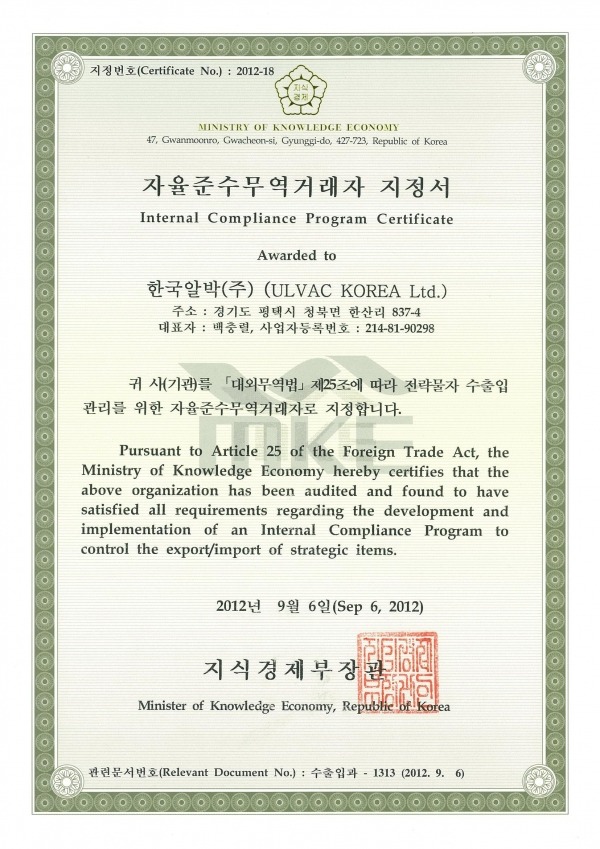 지정번호(Certificate No.) : 2012-18
지식
경제
MINISTRY OF KNOWLEDGE ECONOMY
47, Gwanmoonro, Gwacheon-si, Gyunggi-do, 427-723, Republic of Korea
자율준수무역거래자 지정서
Internal Compliance Program Certificate
Awarded to
한국알박(주) (ULVAC KOREA Ltd.)
주소 : 경기도 평택시 청북면 한산리 837-4
대표자 : 백충렬, 사업자등록번호 : 214-81-90298
MKE
귀 사(기관)를 「대외무역법」제25조에 따라 전략물자 수출입
관리를 위한 자율준수무역거래자로 지정합니다.
Pursuant to Article 25 of the Foreign Trade Act, the
Ministry of Knowledge Economy hereby certifies that the
above organization has been audited and found to have
satisfied all requirements regarding the development and
implementation of an Internal Compliance Program to
control the export/import of strategic items.
2012년 9월 6일(Sep 6, 2012)
지식경제부장관
Minister of Knowledge Economy, Republic of Korea
관련문서번호(Relevant Document No.) : 수출입과 - 1313 (2012. 9. 6)